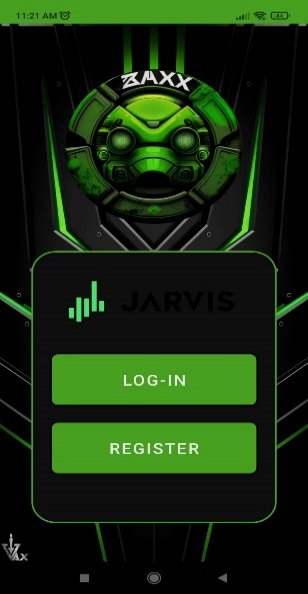 11:21 AM
BAXX
JARVIS
LOG-IN
REGISTER